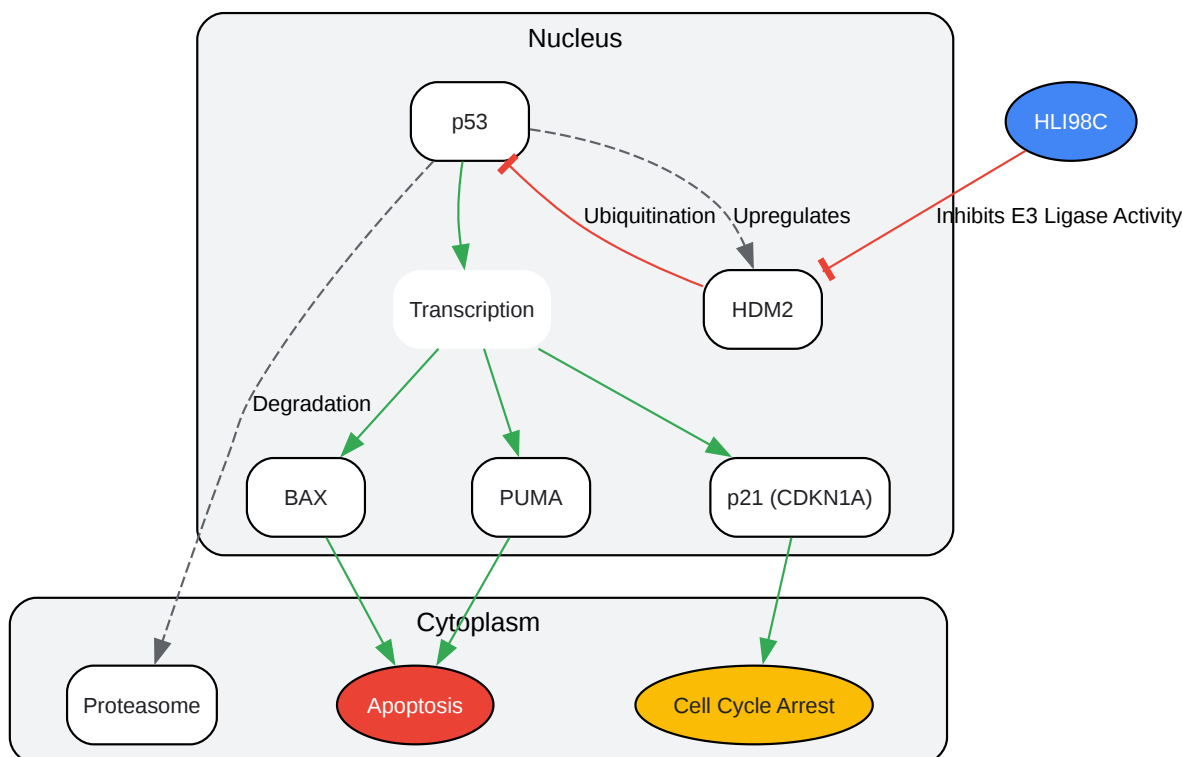 Nucleus
p53
HLI98C
Ubiquitination
Upregulates
Inhibits E3 Ligase Activity
Transcription
HDM2
Degradation
BAX
PUMA
p21 (CDKN1A)
Cytoplasm
Proteasome
Apoptosis
Cell Cycle Arrest